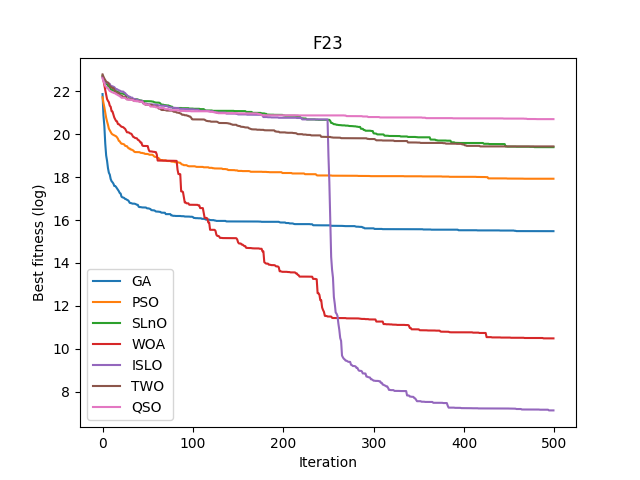 F23
Best fitness (log)
22
20
18
16
14
12
10
8
GA
PSO
SLnO
WOA
ISLO
TWO
QSO
0 100 200 300 400 500
Iteration